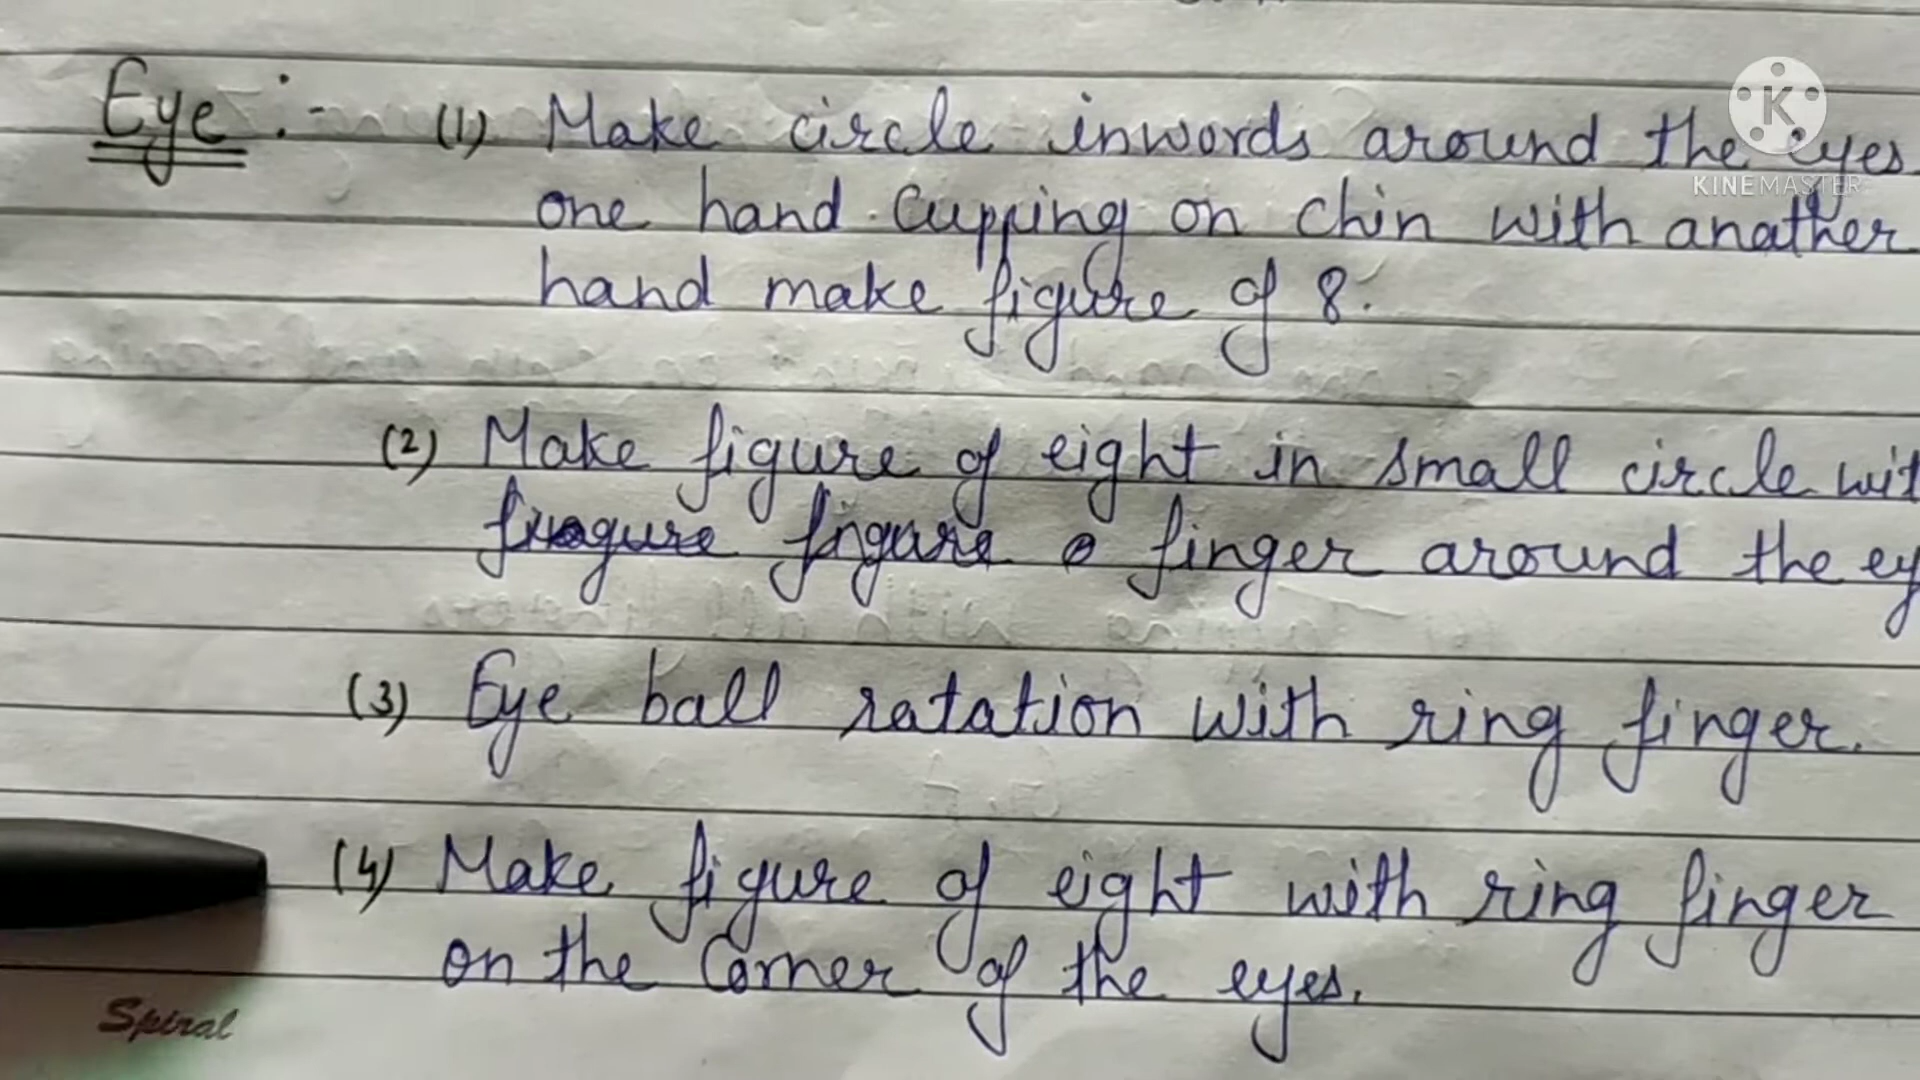 Eye :- (1) Make circle inwords around the eyes
K
KINEMASTER
one hand Cupping on chin with anather
hand make figure of 8.
(2) Make figure of eight in small circle wit
figure o finger around the ey
(3) Eye ball ratation with ring finger.
(4) Make figure of eight with ring finger
on the Corner of the eyes.
Spiral